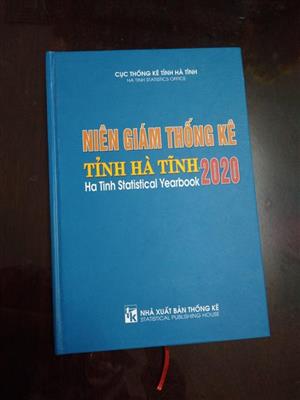 CỤC THỐNG KÊ TỈNH HÀ TĨNH
HA TINH STATISTICS OFFICE
NIÊN GIÁM THỐNG KÊ
TỈNH HÀ TĨNH 2020
Ha Tinh Statistical Yearbook
NHÀ XUẤT BẢN THỐNG KÊ
STATISTICAL PUBLISHING HOUSE